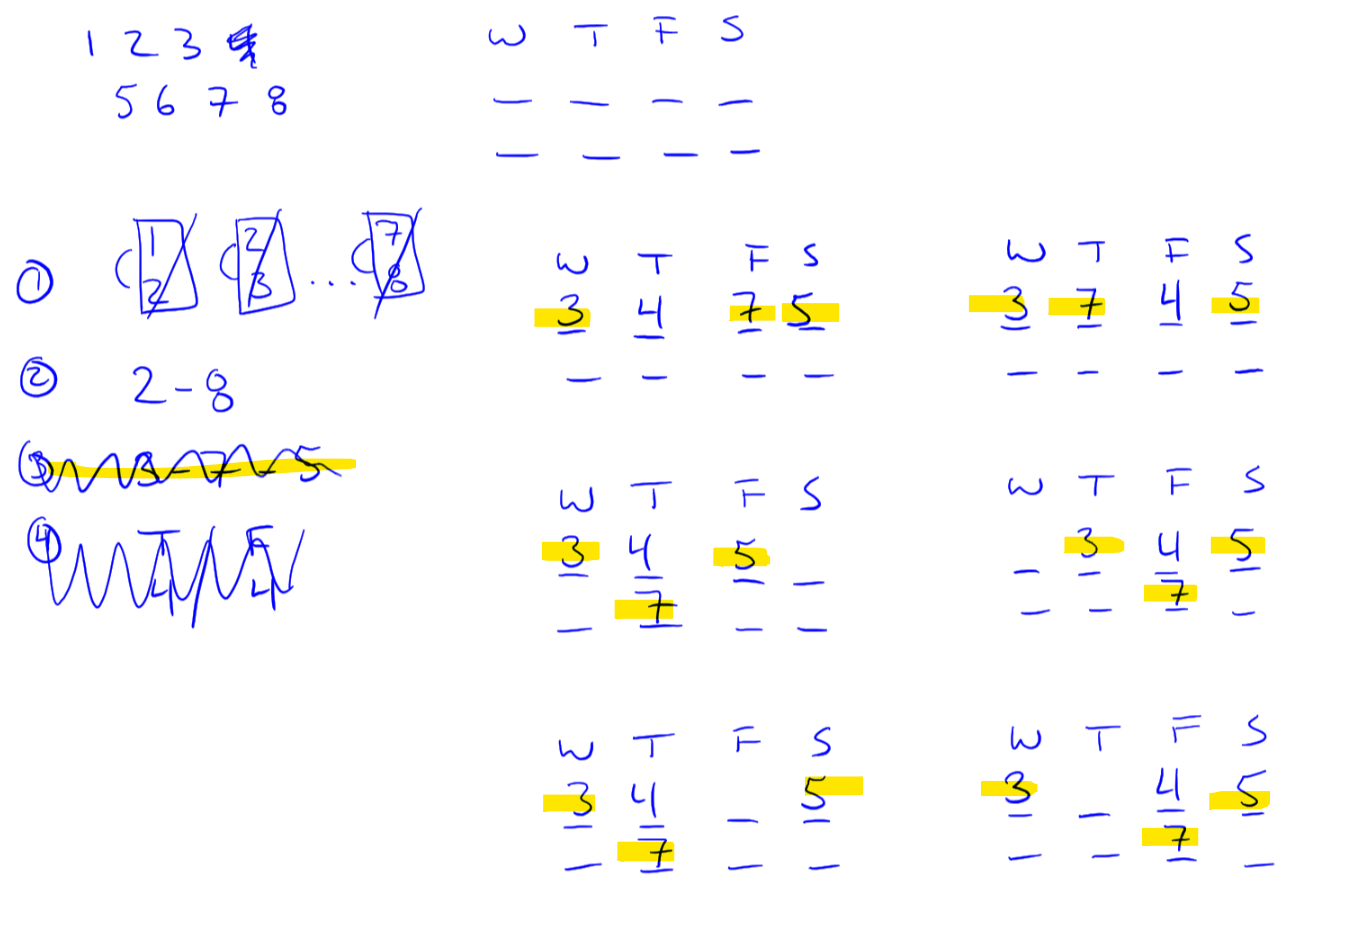 1 2 3 4
5 6 7 8
W T F S
_ _ _ _
_ _ _ _
① 1 2 2 3 ... 7 8
② 2 - 8
③ 3 - 7 - 5
④ T 4 / F 4
W T F S
3 4 7 5
_ _ _ _
W T F S
3 7 4 5
_ _ _ _
W T F S
3 4 5 _
_ 7 _ _
W T F S
_ 3 4 5
_ _ 7 _
W T F S
3 4 _ 5
_ 7 _ _
W T F S
3 _ 4 5
_ _ 7 _